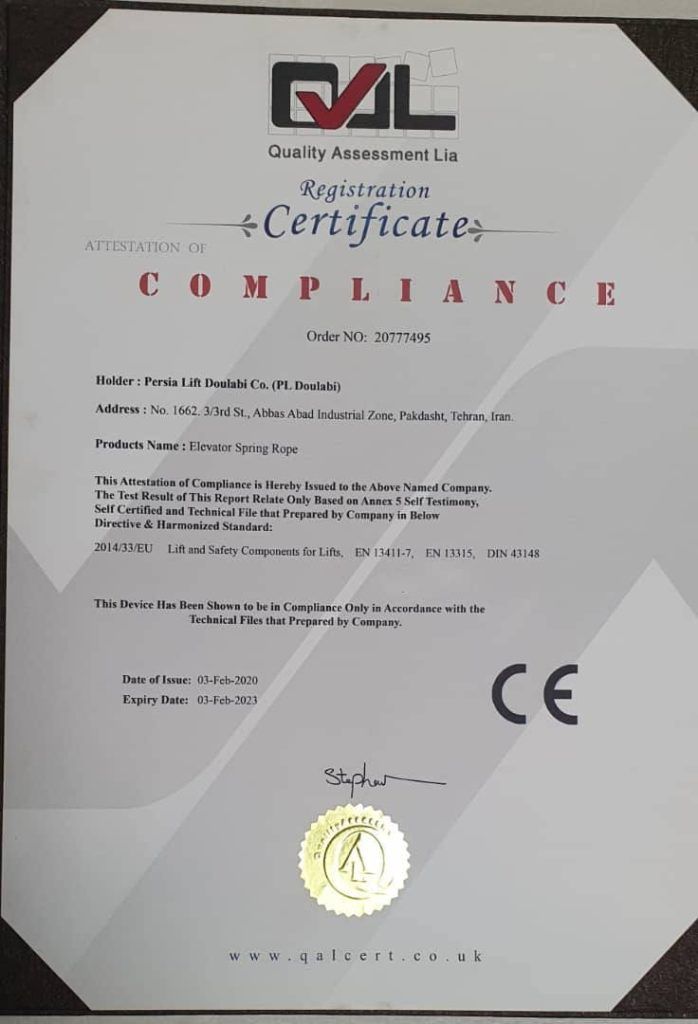 QAL
Quality Assessment Lia
Registration
Certificate
ATTESTATION OF
COMPLIANCE
Order NO: 20777495
Holder : Persia Lift Doulabi Co. (PL Doulabi)
Address : No. 1662. 3/3rd St., Abbas Abad Industrial Zone, Pakdasht, Tehran, Iran.
Products Name : Elevator Spring Rope
This Attestation of Compliance is Hereby Issued to the Above Named Company.
The Test Result of This Report Relate Only Based on Annex 5 Self Testimony,
Self Certified and Technical File that Prepared by Company in Below
Directive & Harmonized Standard:
2014/33/EU Lift and Safety Components for Lifts, EN 13411-7, EN 13315, DIN 43148
This Device Has Been Shown to be in Compliance Only in Accordance with the
Technical Files that Prepared by Company.
Date of Issue: 03-Feb-2020
Expiry Date: 03-Feb-2023
CE
www.qalcert.co.uk